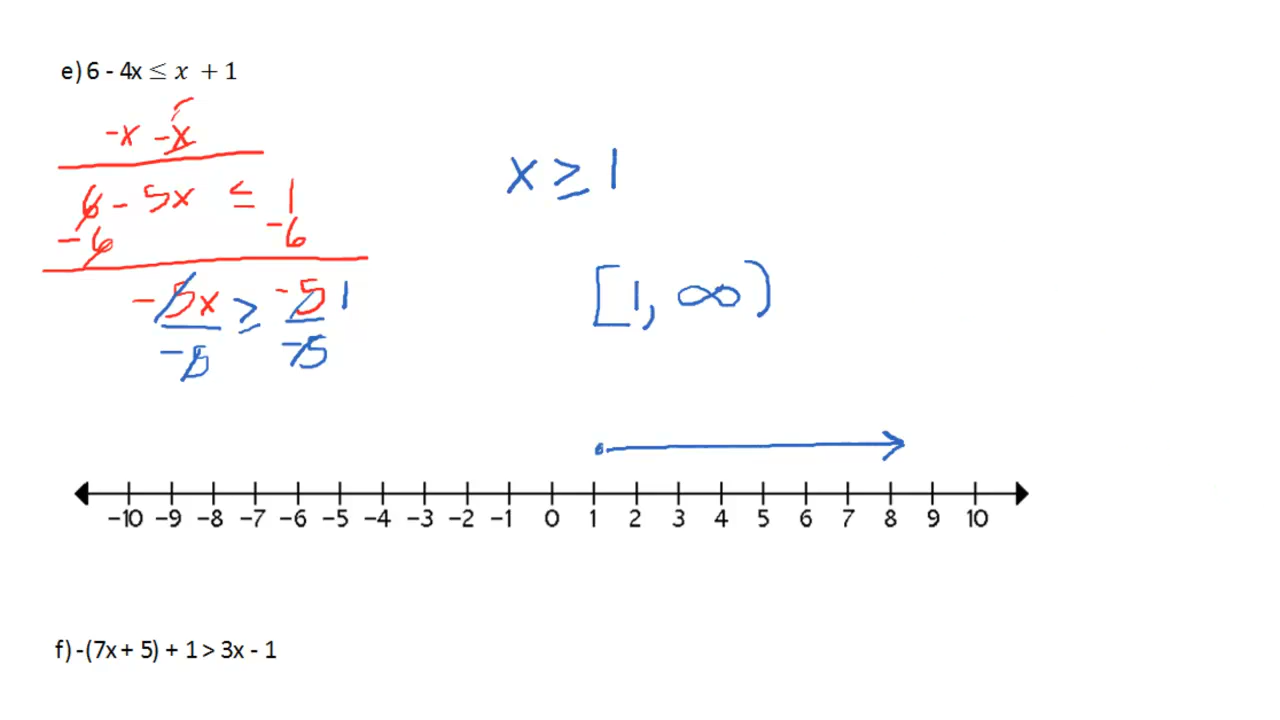 e) 6 - 4x ≤ x + 1
-x -x
6 - 5x ≤ 1
-6 -6
-5x ≥ -5 1
-5 -5
x ≥ 1
[1, ∞)
-10 -9 -8 -7 -6 -5 -4 -3 -2 -1 0 1 2 3 4 5 6 7 8 9 10
f) -(7x + 5) + 1 > 3x - 1